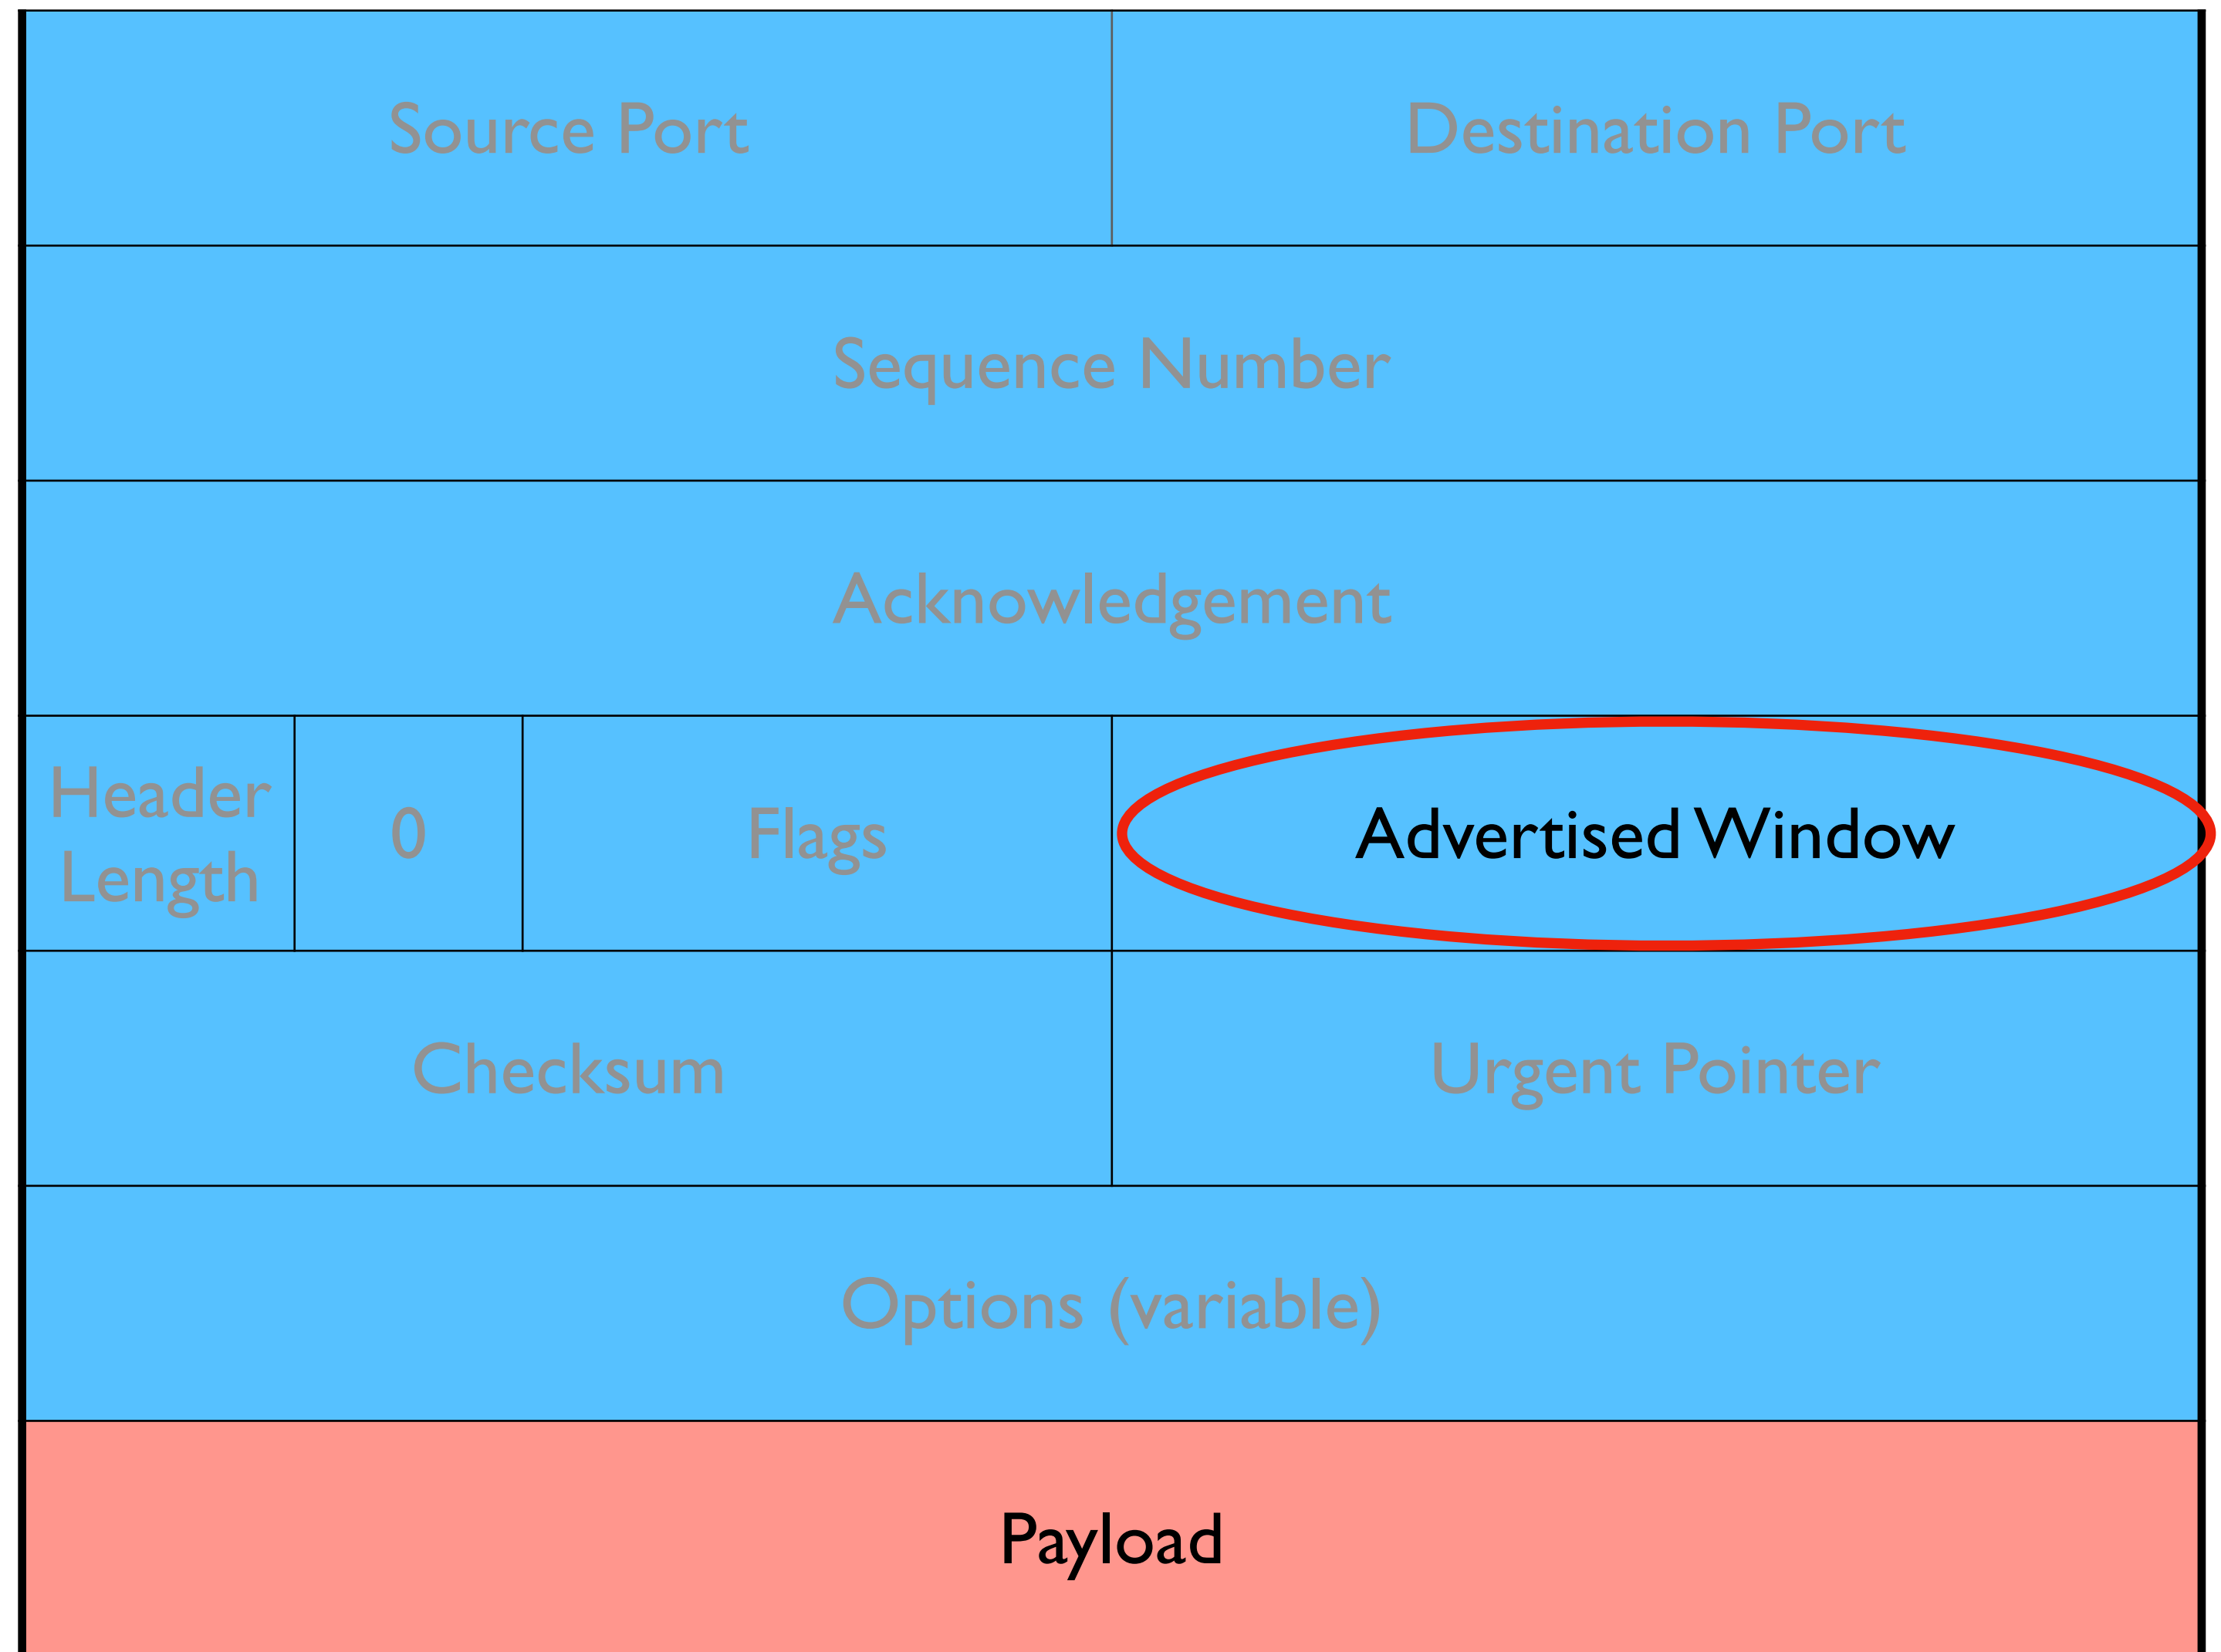 Source Port
Destination Port
Sequence Number
Acknowledgement
Header
Length
0
Flags
Advertised Window
Checksum
Urgent Pointer
Options (variable)
Payload